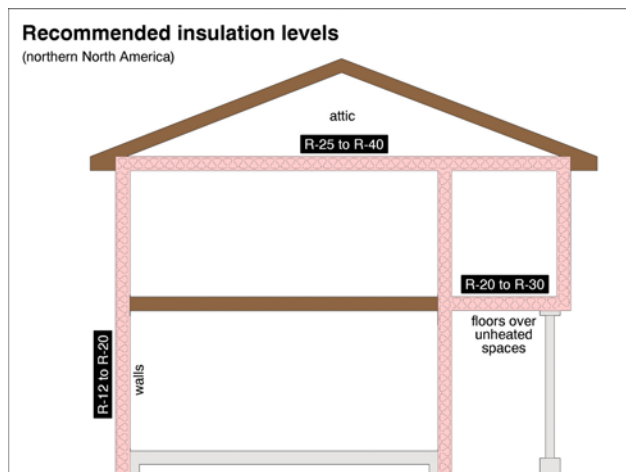 Recommended insulation levels
(northern North America)
attic
R-25 to R-40
R-20 to R-30
floors over
unheated
spaces
R-12 to R-20
walls